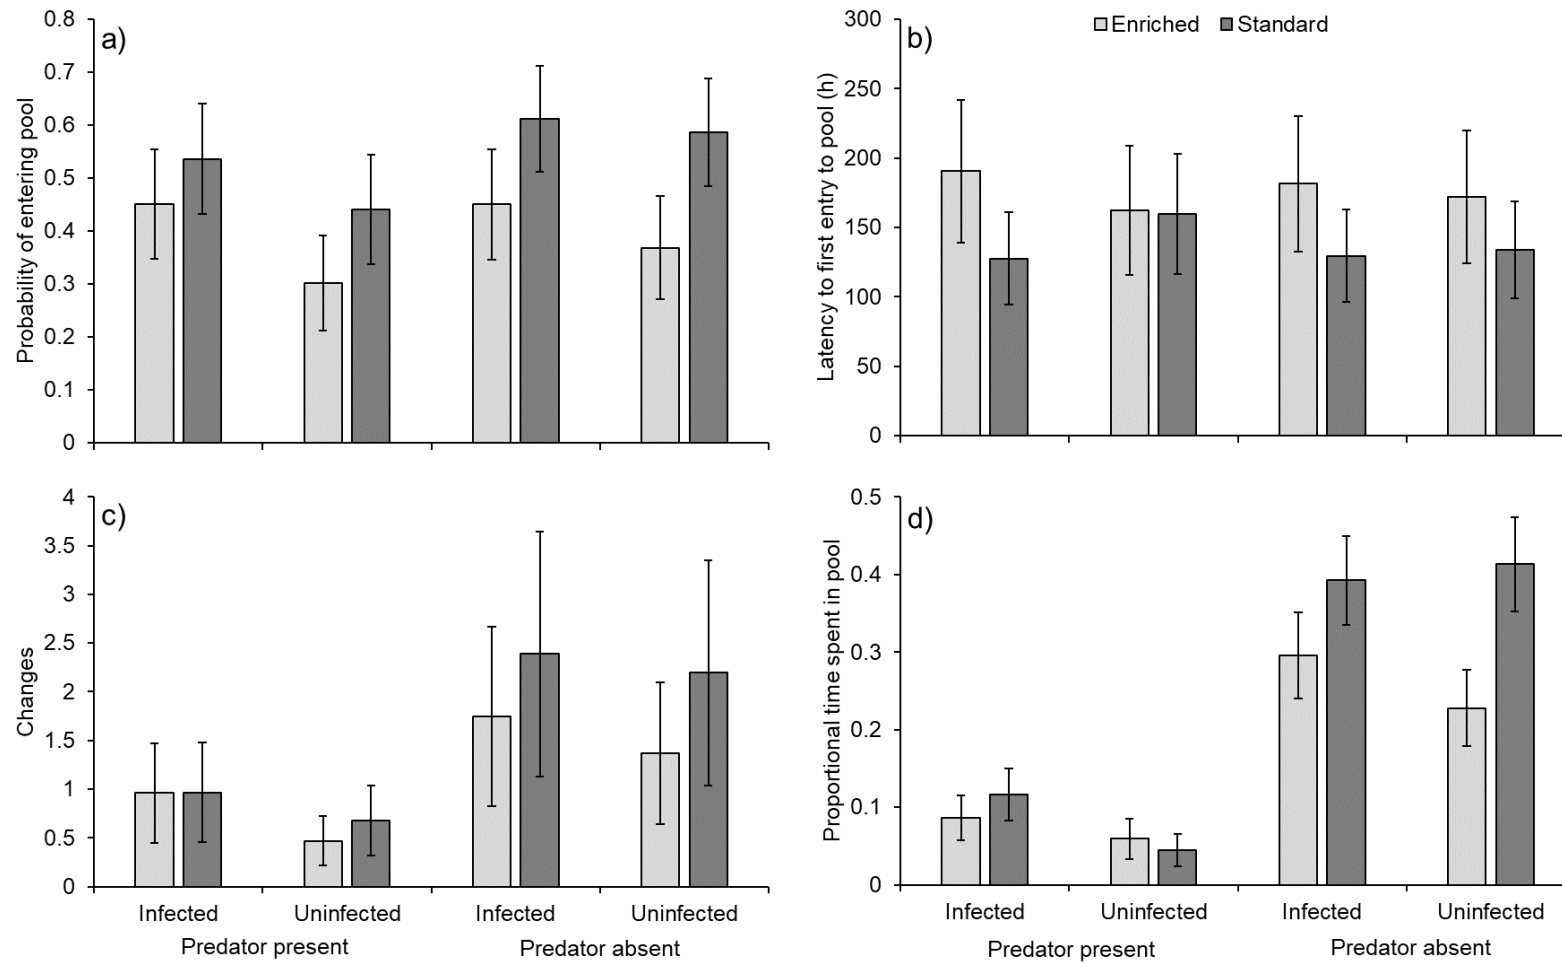 a)
Probability of entering pool
0.8
0.7
0.6
0.5
0.4
0.3
0.2
0.1
0
b)
Enriched Standard
Latency to first entry to pool (h)
300
250
200
150
100
50
0
c)
Changes
4
3.5
3
2.5
2
1.5
1
0.5
0
Infected Uninfected Infected Uninfected
Predator present Predator absent
d)
Proportional time spent in pool
0.5
0.4
0.3
0.2
0.1
0
Infected Uninfected Infected Uninfected
Predator present Predator absent